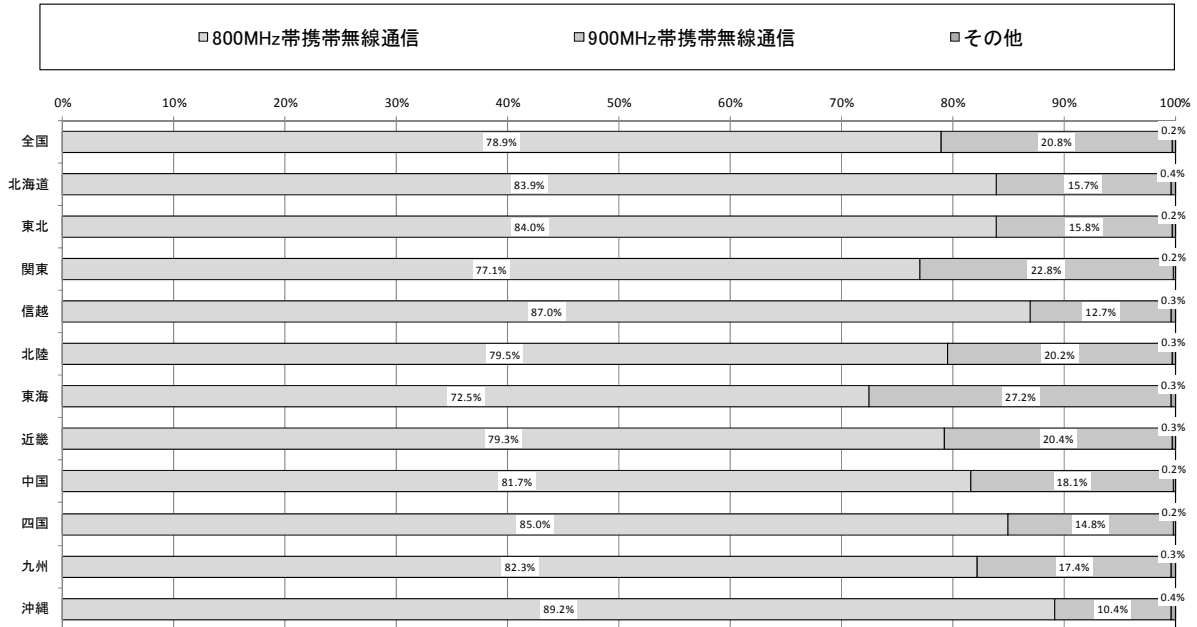 □800MHz帯携帯無線通信 □900MHz帯携帯無線通信 □その他
0% 10% 20% 30% 40% 50% 60% 70% 80% 90% 100%
全国 78.9% 20.8% 0.2%
北海道 83.9% 15.7% 0.4%
東北 84.0% 15.8% 0.2%
関東 77.1% 22.8% 0.2%
信越 87.0% 12.7% 0.3%
北陸 79.5% 20.2% 0.3%
東海 72.5% 27.2% 0.3%
近畿 79.3% 20.4% 0.3%
中国 81.7% 18.1% 0.2%
四国 85.0% 14.8% 0.2%
九州 82.3% 17.4% 0.3%
沖縄 89.2% 10.4% 0.4%